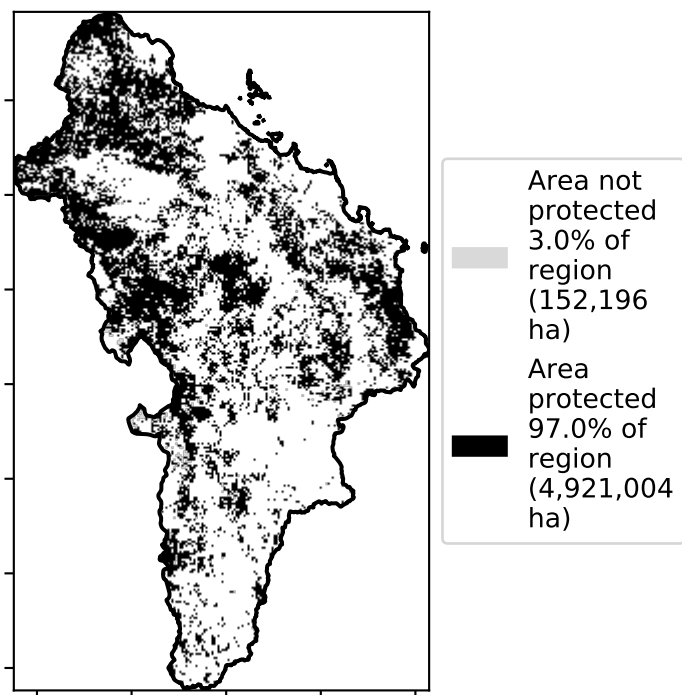 Area not
protected
3.0% of
region
(152,196
ha)
Area
protected
97.0% of
region
(4,921,004
ha)